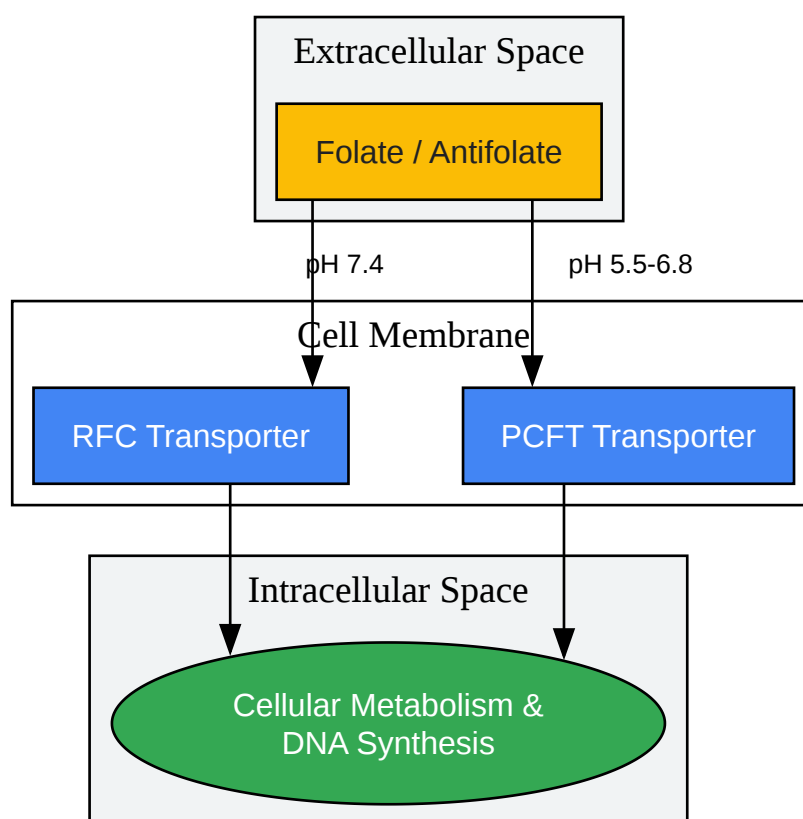 Extracellular Space
Folate / Antifolate
pH 7.4
pH 5.5-6.8
Cell Membrane
RFC Transporter
PCFT Transporter
Intracellular Space
Cellular Metabolism &
DNA Synthesis